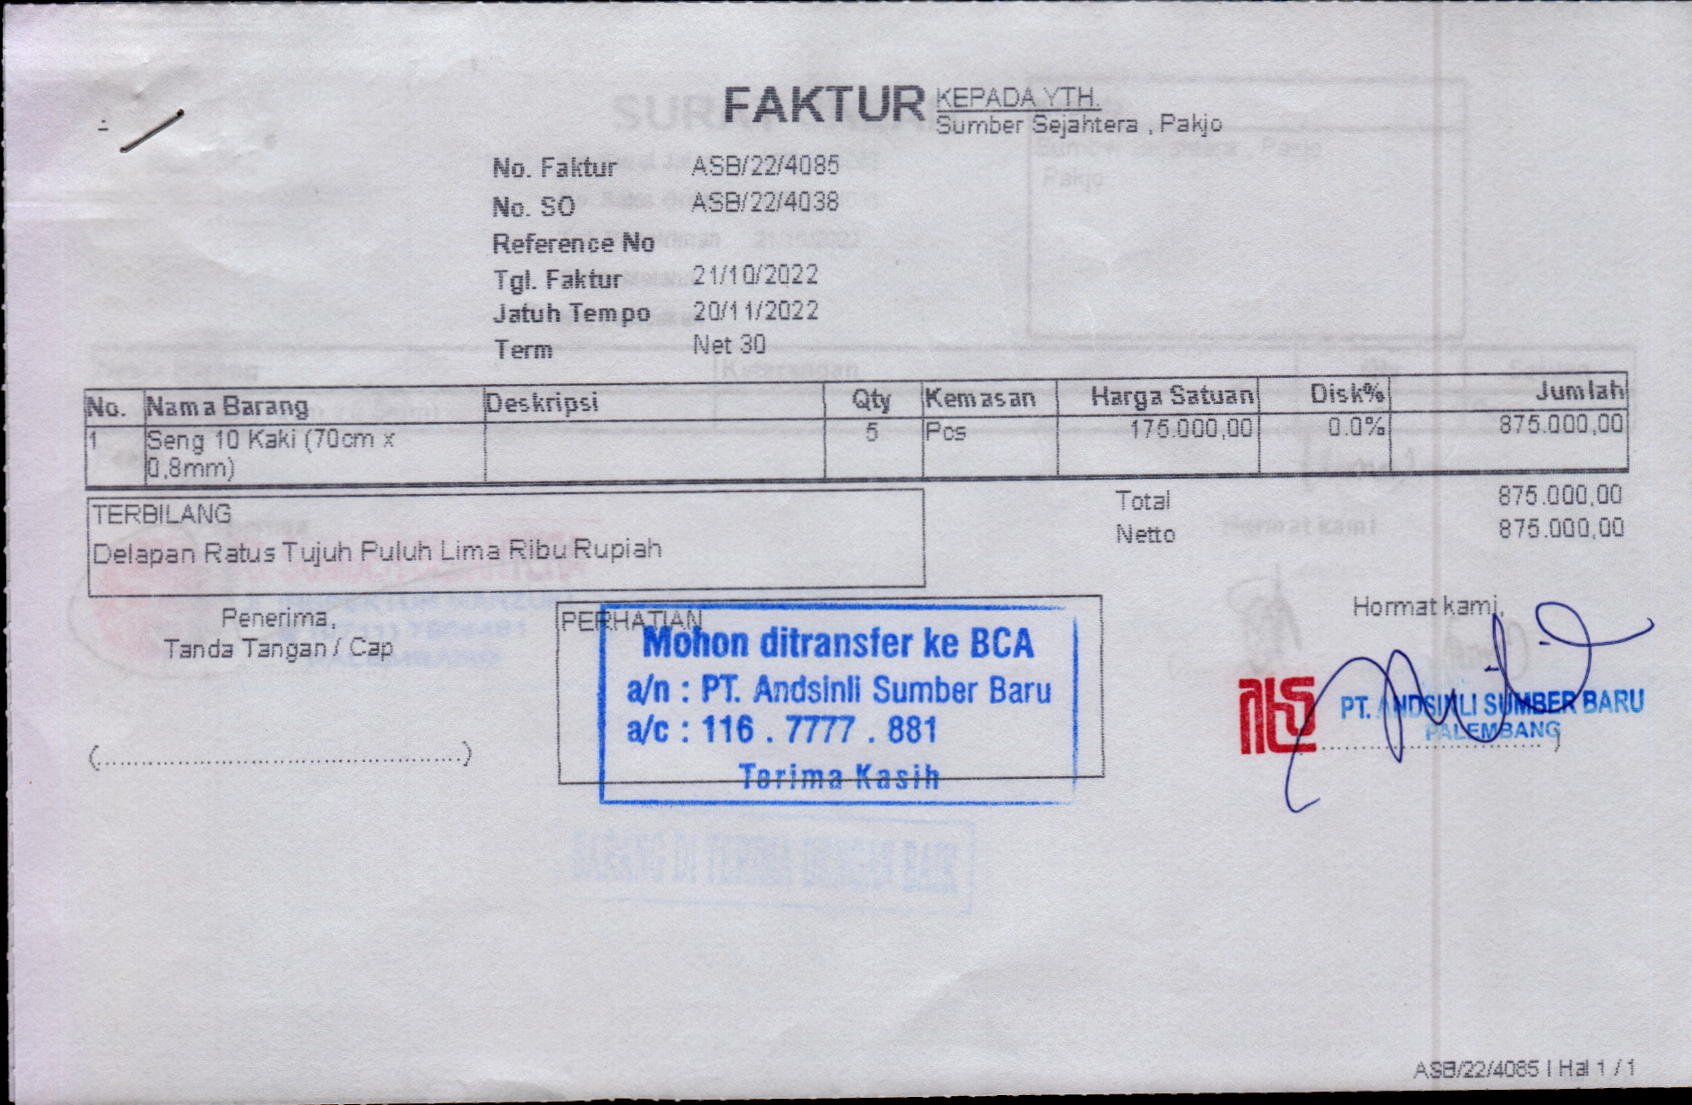 FAKTUR
KEPADA YTH.
Sumber Sejahtera , Pakjo
No. Faktur ASB/22/4085
No. SO ASB/22/4038
Reference No
Tgl. Faktur 21/10/2022
Jatuh Tempo 20/11/2022
Term Net 30
No. Nama Barang Deskripsi Qty Kemasan Harga Satuan Disk% Jumlah
1 Seng 10 Kaki (70cm x 5 Pcs 175.000,00 0.0% 875.000,00
0,8mm)
TERBILANG
Delapan Ratus Tujuh Puluh Lima Ribu Rupiah
Total 875.000,00
Netto 875.000,00
Penerima,
Tanda Tangan / Cap
(............................................)
PERHATIAN
Mohon ditransfer ke BCA
a/n : PT. Andsinli Sumber Baru
a/c : 116 . 7777 . 881
Terima Kasih
Hormat kami,
PT. ANDSINLI SUMBER BARU
PALEMBANG
ASB/22/4085 | Hal 1 / 1